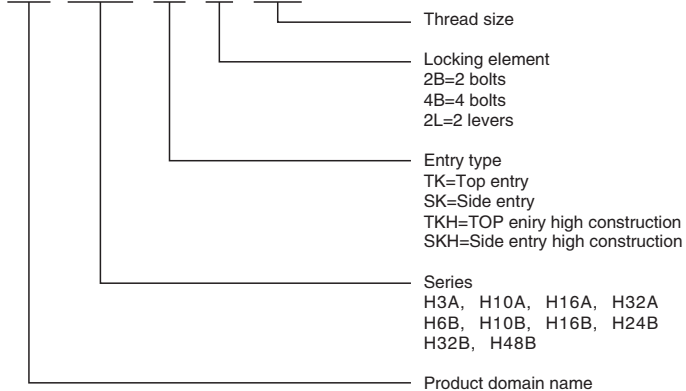 Thread size
Locking element
2B=2 bolts
4B=4 bolts
2L=2 levers
Entry type
TK=Top entry
SK=Side entry
TKH=TOP eniry high construction
SKH=Side entry high construction
Series
H3A, H10A, H16A, H32A
H6B, H10B, H16B, H24B
H32B, H48B
Product domain name